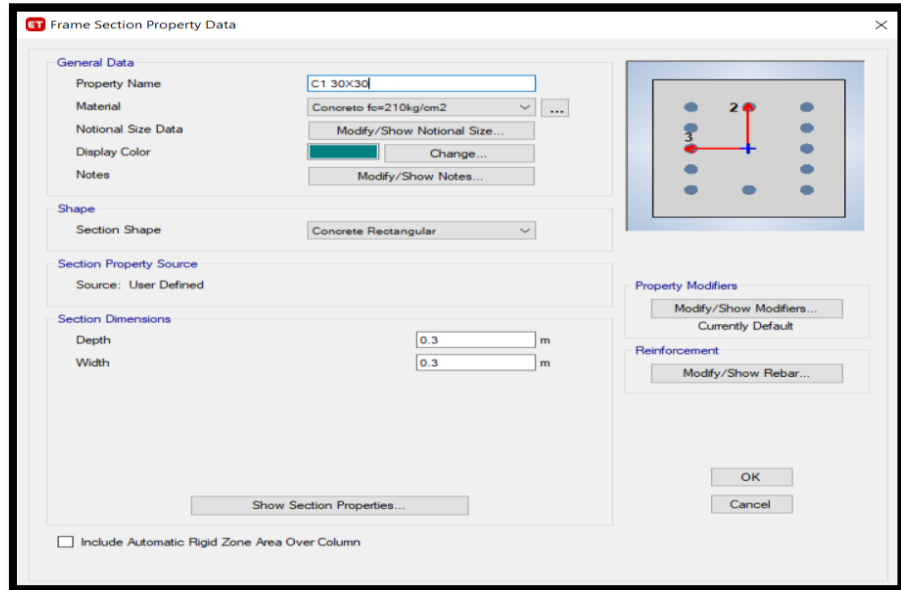 ET Frame Section Property Data
General Data
Property Name C1 30X30
Material Concreto fc=210kg/cm2 ...
Notional Size Data Modify/Show Notional Size...
Display Color Change...
Notes Modify/Show Notes...
Shape
Section Shape Concrete Rectangular
Section Property Source
Source: User Defined
Section Dimensions
Depth 0.3 m
Width 0.3 m
Show Section Properties...
Include Automatic Rigid Zone Area Over Column
2
3
Property Modifiers
Modify/Show Modifiers...
Currently Default
Reinforcement
Modify/Show Rebar...
OK
Cancel